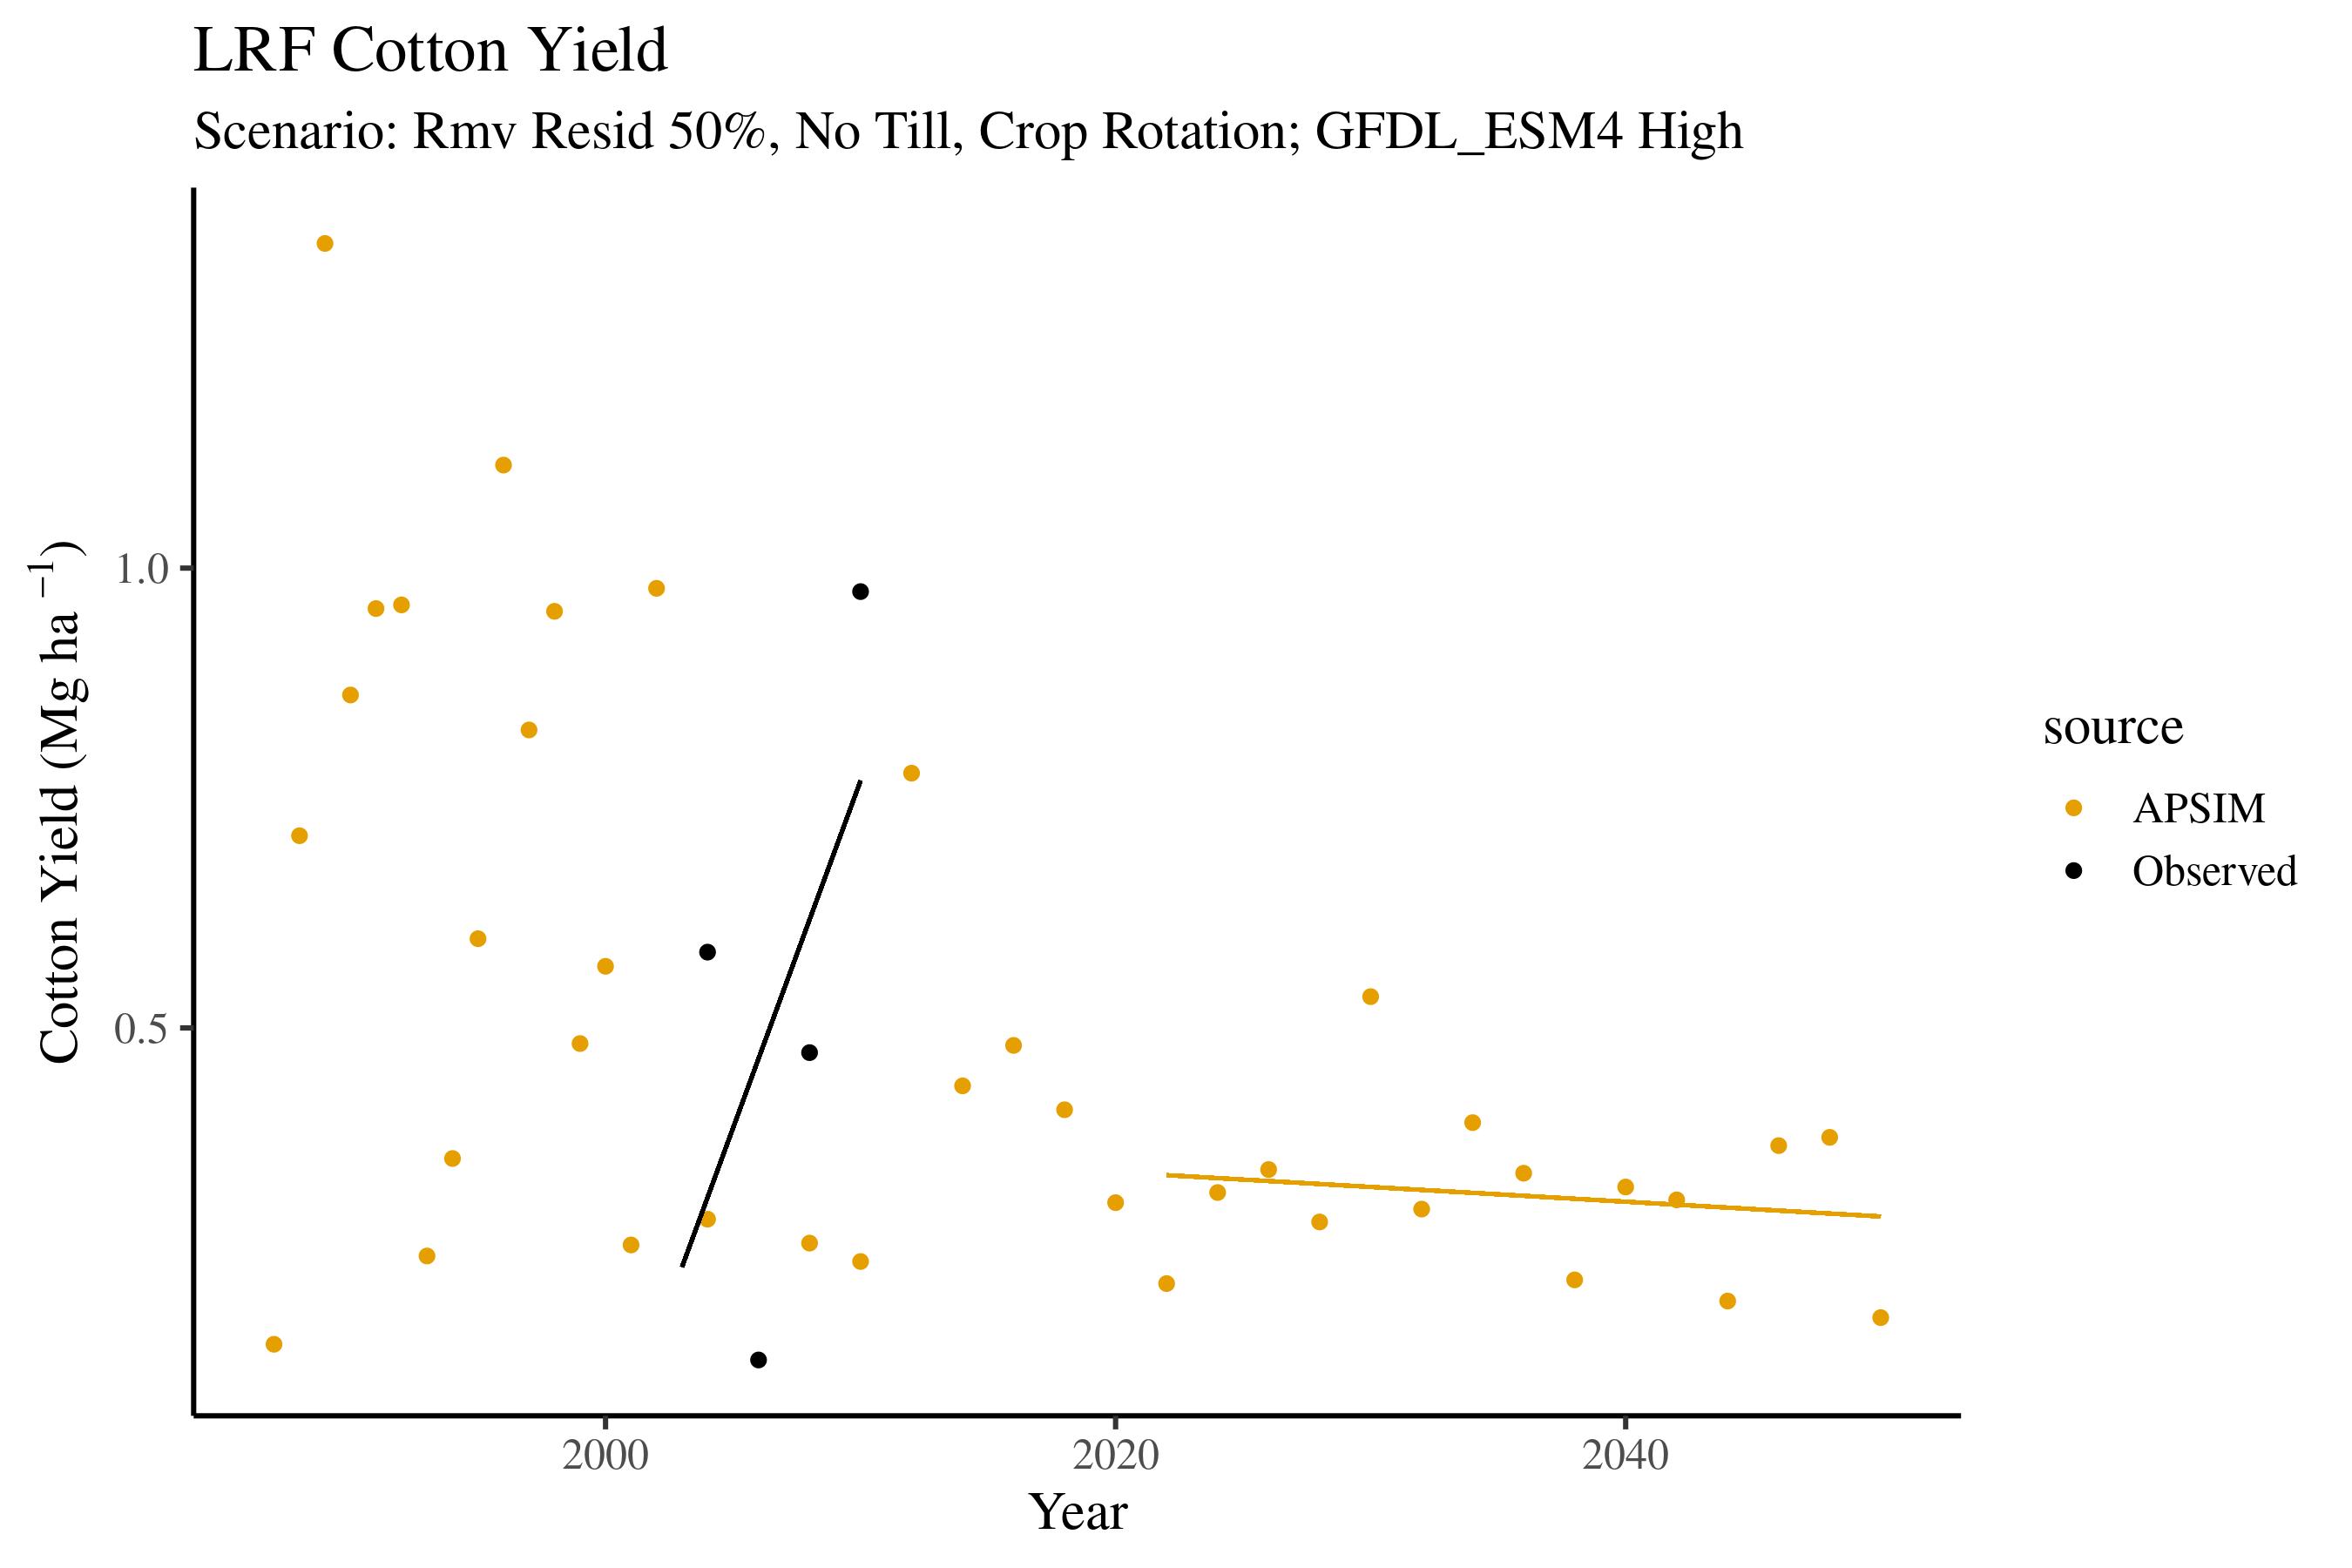 LRF Cotton Yield
Scenario: Rmv Resid 50%, No Till, Crop Rotation; GFDL_ESM4 High
Cotton Yield (Mg ha −1)
1.0
0.5
2000
2020
2040
Year
source
APSIM
Observed